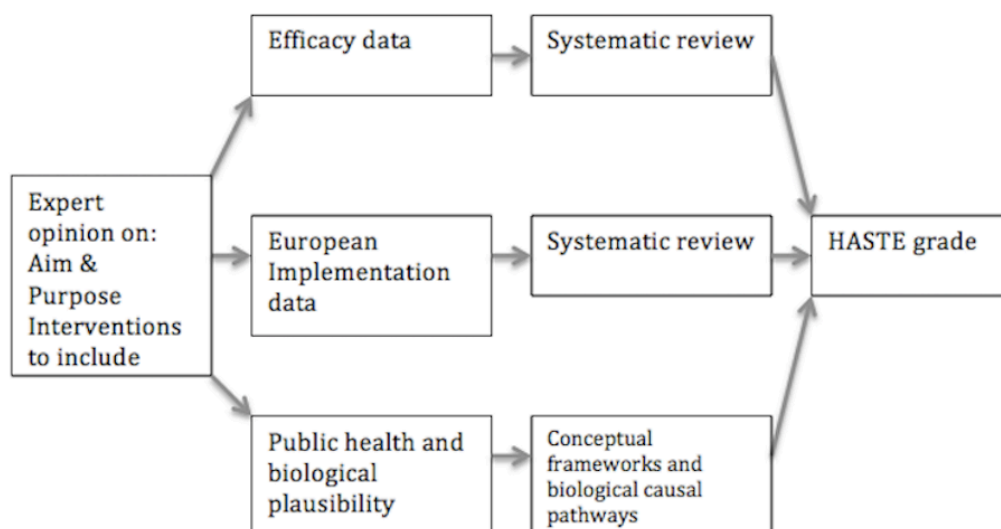 Efficacy data
Systematic review
Expert
opinion on:
Aim &
Purpose
Interventions
to include
European
Implementation
data
Systematic review
HASTE grade
Public health and
biological
plausibility
Conceptual
frameworks and
biological causal
pathways